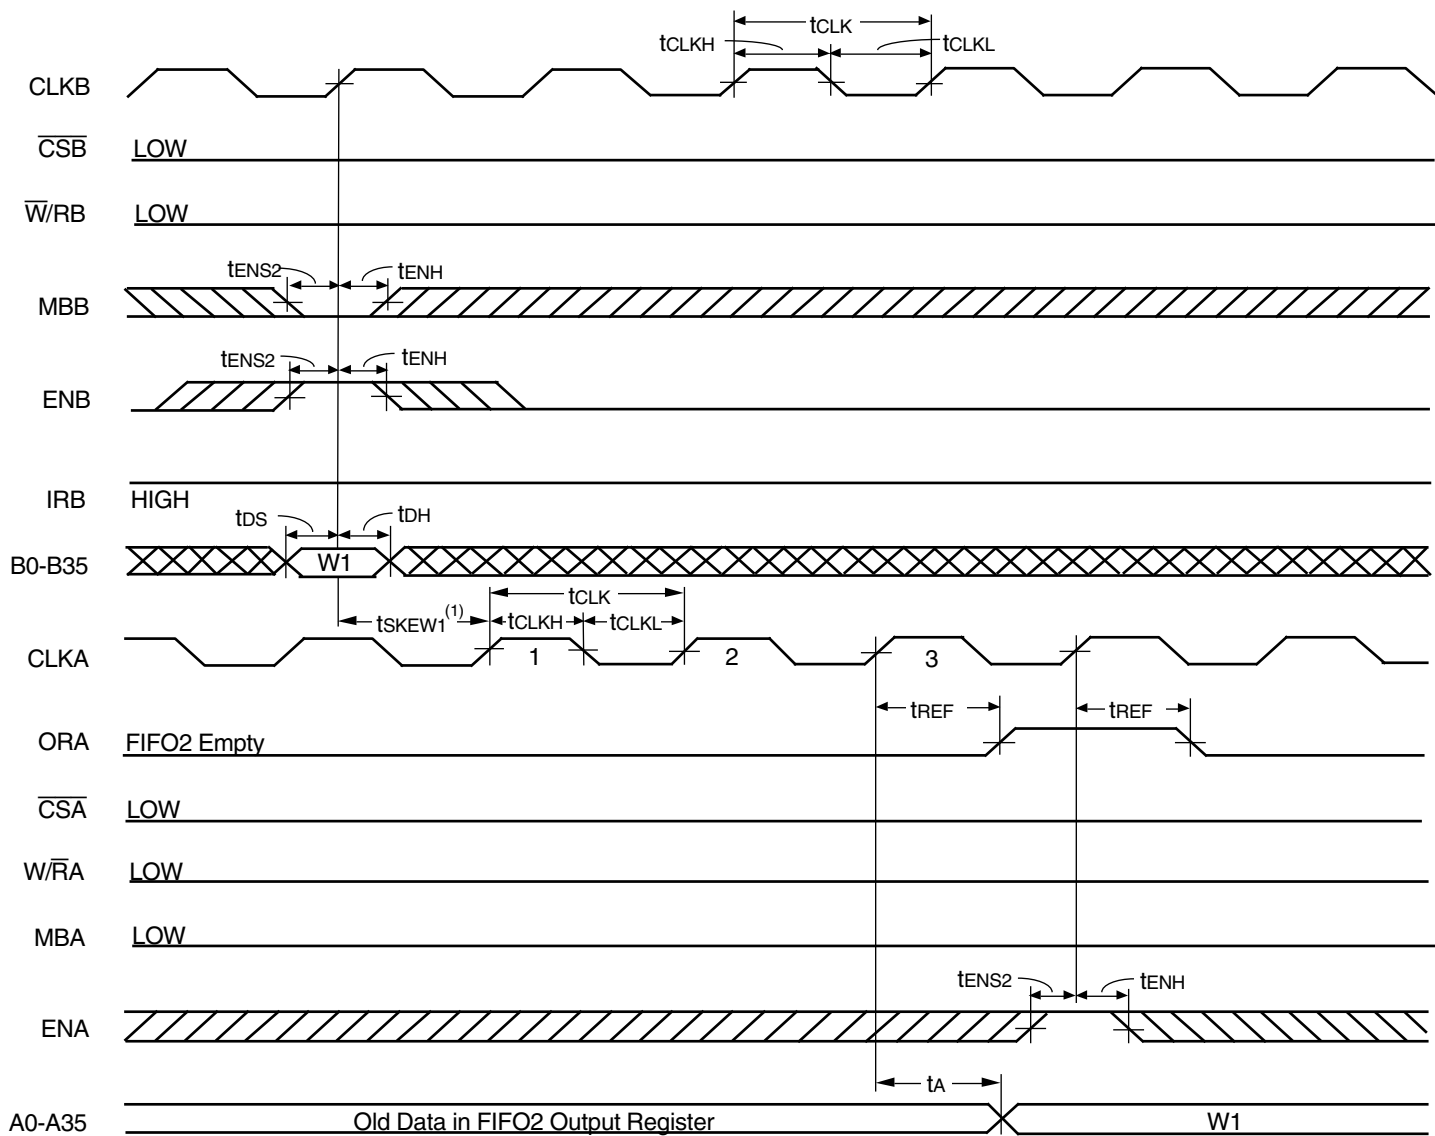 tCLK
tCLKH
tCLKL
CLKB
CSB
LOW
W/RB
LOW
tENS2
tENH
MBB
tENS2
tENH
ENB
IRB
HIGH
tDS
tDH
B0-B35
W1
tCLK
tSKEW1(1)
tCLKH
tCLKL
CLKA
1
2
3
tREF
tREF
ORA
FIFO2 Empty
CSA
LOW
W/RA
LOW
MBA
LOW
tENS2
tENH
ENA
tA
A0-A35
Old Data in FIFO2 Output Register
W1